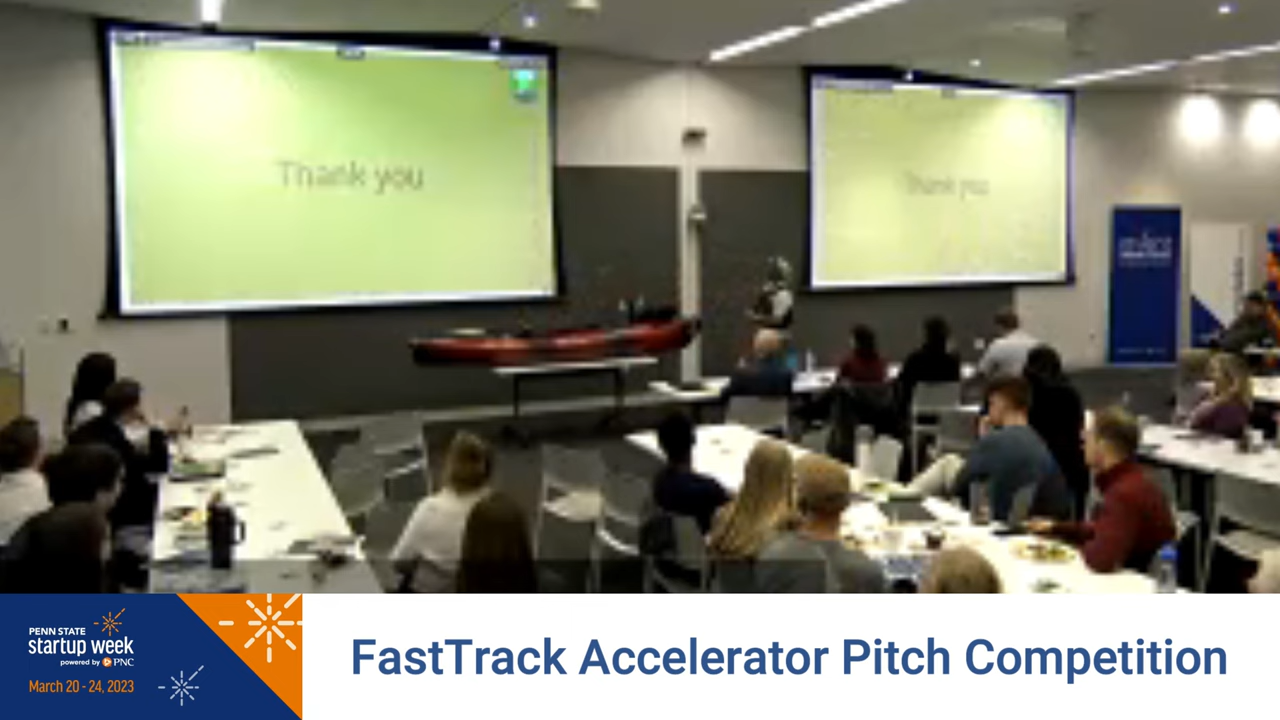 Thank you
Thank you
PENN STATE
startup week
powered by PNC
March 20 - 24, 2023
FastTrack Accelerator Pitch Competition